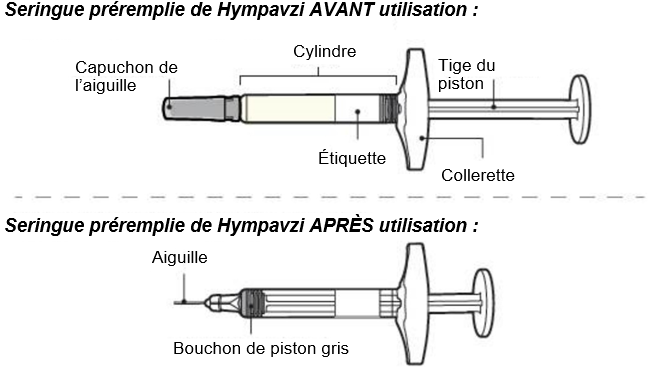 Seringue préremplie de Hympavzi AVANT utilisation :
Cylindre
Capuchon de
l’aiguille
Tige du
piston
Étiquette
Collerette
Seringue préremplie de Hympavzi APRÈS utilisation :
Aiguille
Bouchon de piston gris